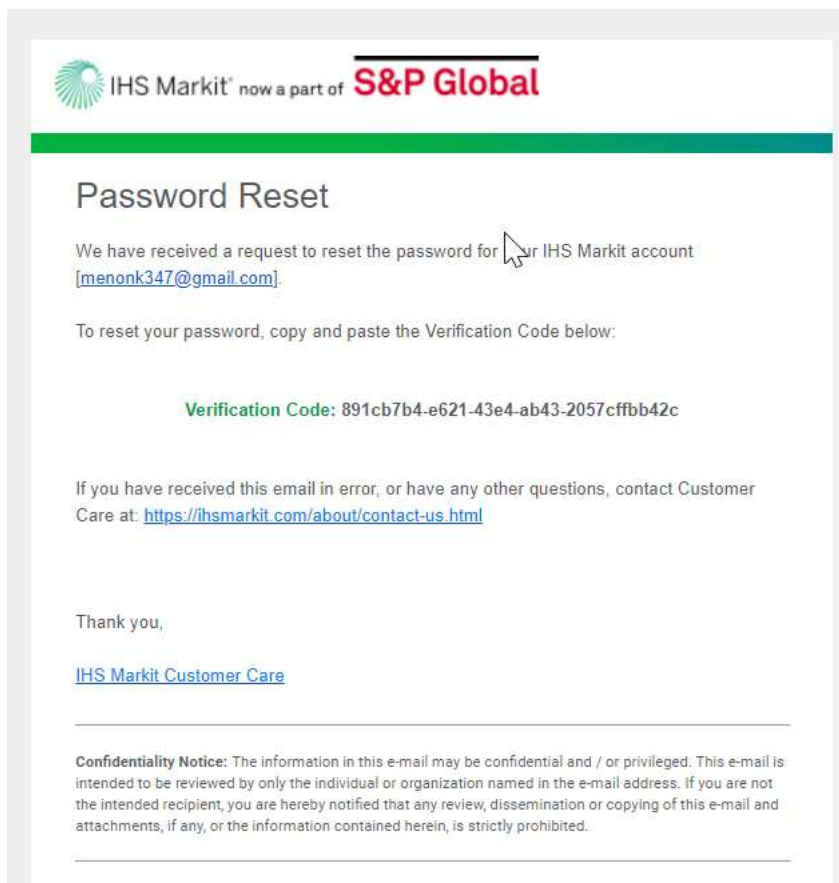 IHS Markit® now a part of S&P Global
Password Reset
We have received a request to reset the password for ur IHS Markit account
[menonk347@gmail.com].
To reset your password, copy and paste the Verification Code below:
Verification Code: 891cb7b4-e621-43e4-ab43-2057cffbb42c
If you have received this email in error, or have any other questions, contact Customer
Care at: https://ihsmarkit.com/about/contact-us.html
Thank you,
IHS Markit Customer Care
Confidentiality Notice: The information in this e-mail may be confidential and / or privileged. This e-mail is
intended to be reviewed by only the individual or organization named in the e-mail address. If you are not
the intended recipient, you are hereby notified that any review, dissemination or copying of this e-mail and
attachments, if any, or the information contained herein, is strictly prohibited.